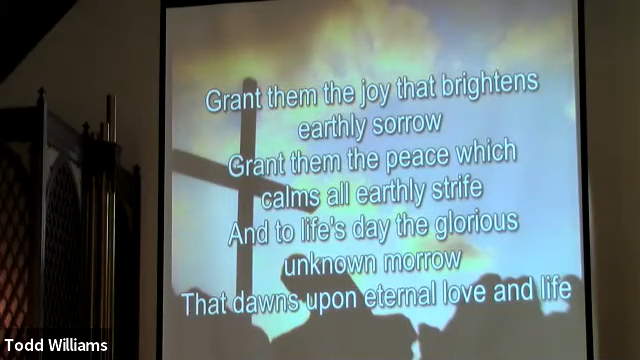 Grant them the joy that brightens
earthly sorrow
Grant them the peace which
calms all earthly strife
And to life's day the glorious
unknown morrow
That dawns upon eternal love and life
Todd Williams